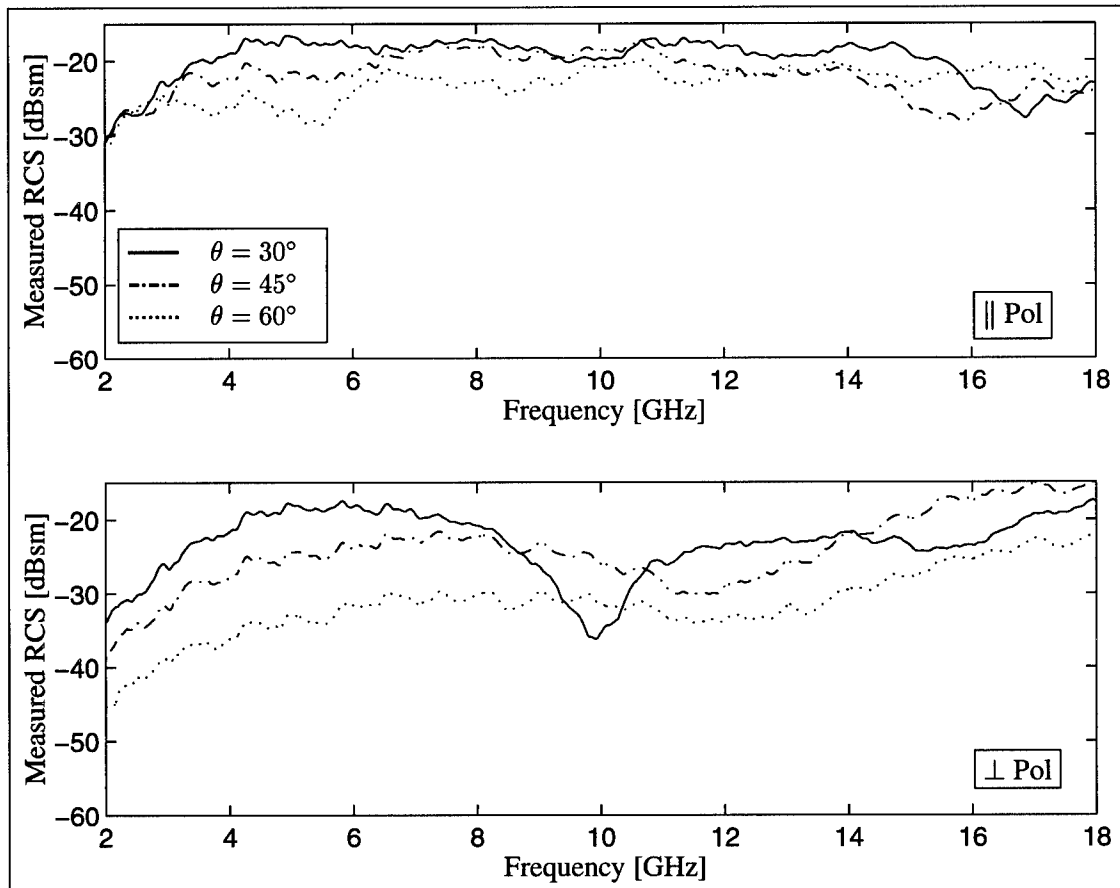 Measured RCS [dBsm]
−20
−30
−40
−50
−60
θ = 30°
θ = 45°
θ = 60°
|| Pol
2 4 6 8 10 12 14 16 18
Frequency [GHz]
Measured RCS [dBsm]
−20
−30
−40
−50
−60
⊥ Pol
2 4 6 8 10 12 14 16 18
Frequency [GHz]